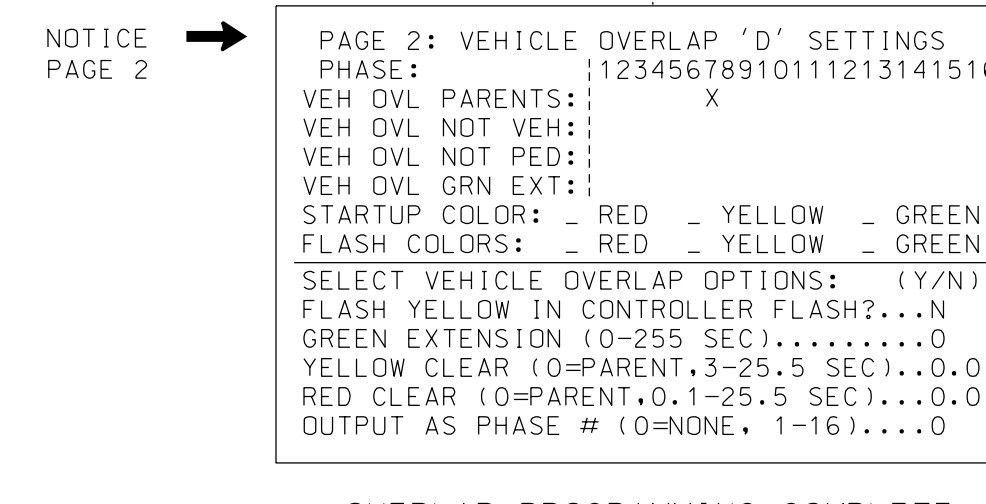 NOTICE
PAGE 2
PAGE 2: VEHICLE OVERLAP 'D' SETTINGS
PHASE: 12345678910111213141516
VEH OVL PARENTS: X
VEH OVL NOT VEH:
VEH OVL NOT PED:
VEH OVL GRN EXT:
STARTUP COLOR: _ RED _ YELLOW _ GREEN
FLASH COLORS: _ RED _ YELLOW _ GREEN
SELECT VEHICLE OVERLAP OPTIONS: (Y/N)
FLASH YELLOW IN CONTROLLER FLASH?...N
GREEN EXTENSION (0-255 SEC).........0
YELLOW CLEAR (0=PARENT,3-25.5 SEC)..0.0
RED CLEAR (0=PARENT,0.1-25.5 SEC)...0.0
OUTPUT AS PHASE # (0=NONE, 1-16)....0
OVERLAP PROGRAMMING COMPLETE